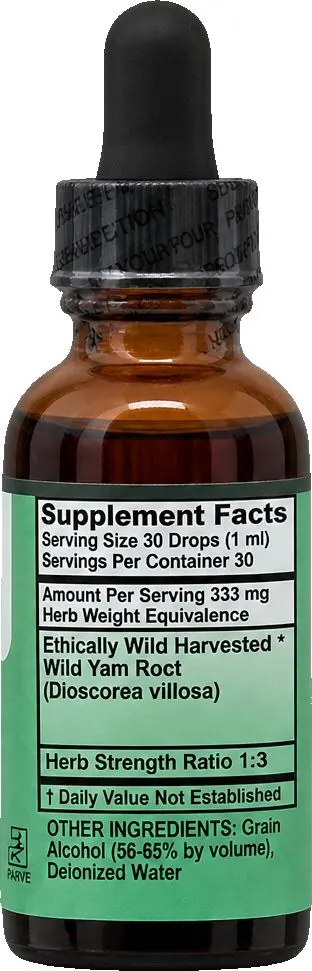 Supplement Facts
Serving Size 30 Drops (1 ml)
Servings Per Container 30
Amount Per Serving 333 mg
Herb Weight Equivalence
Ethically Wild Harvested *
Wild Yam Roct
(Dioscorea villosa)
Herb Strength Ratio 1:3
† Daily Value Not Established
OTHER INGREDIENTS: Grain
Alcohol (56-65% by volume),
Deionized Water
PARVE